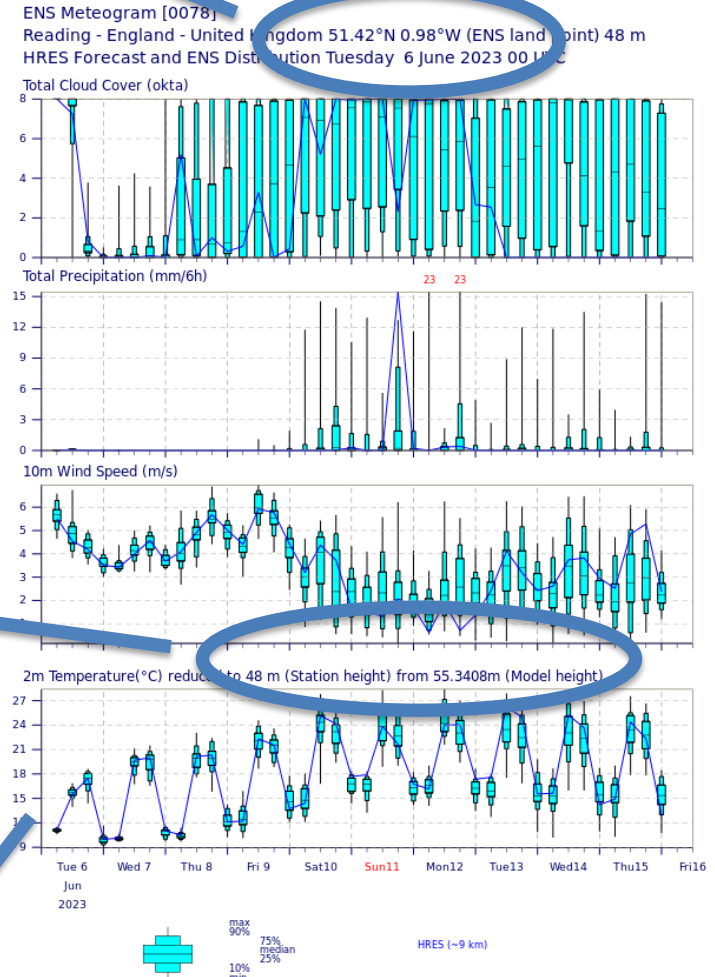 ENS Meteogram [0078]
Reading - England - United Kingdom 51.42°N 0.98°W (ENS land point) 48 m
HRES Forecast and ENS Distribution Tuesday 6 June 2023 00 UTC
Total Cloud Cover (okta)
8
6
4
2
0
Total Precipitation (mm/6h)
23 23
15
12
9
6
3
0
10m Wind Speed (m/s)
6
5
4
3
2
1
2m Temperature(°C) reduced to 48 m (Station height) from 55.3408m (Model height)
27
24
21
18
15
12
9
Tue 6 Wed 7 Thu 8 Fri 9 Sat10 Sun11 Mon12 Tue13 Wed14 Thu15 Fri16
Jun
2023
max
90%
75%
median
25%
10%
min
HRES (~9 km)